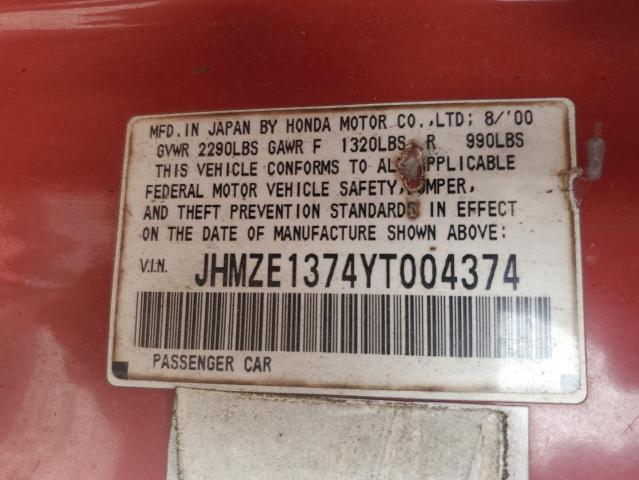 MFD. IN JAPAN BY HONDA MOTOR CO.,LTD; 8/'00
GVWR 2290LBS GAWR F 1320LBS R 990LBS
THIS VEHICLE CONFORMS TO ALL APPLICABLE
FEDERAL MOTOR VEHICLE SAFETY, BUMPER,
AND THEFT PREVENTION STANDARDS IN EFFECT
ON THE DATE OF MANUFACTURE SHOWN ABOVE:
V.I.N. JHMZE1374YT004374
PASSENGER CAR